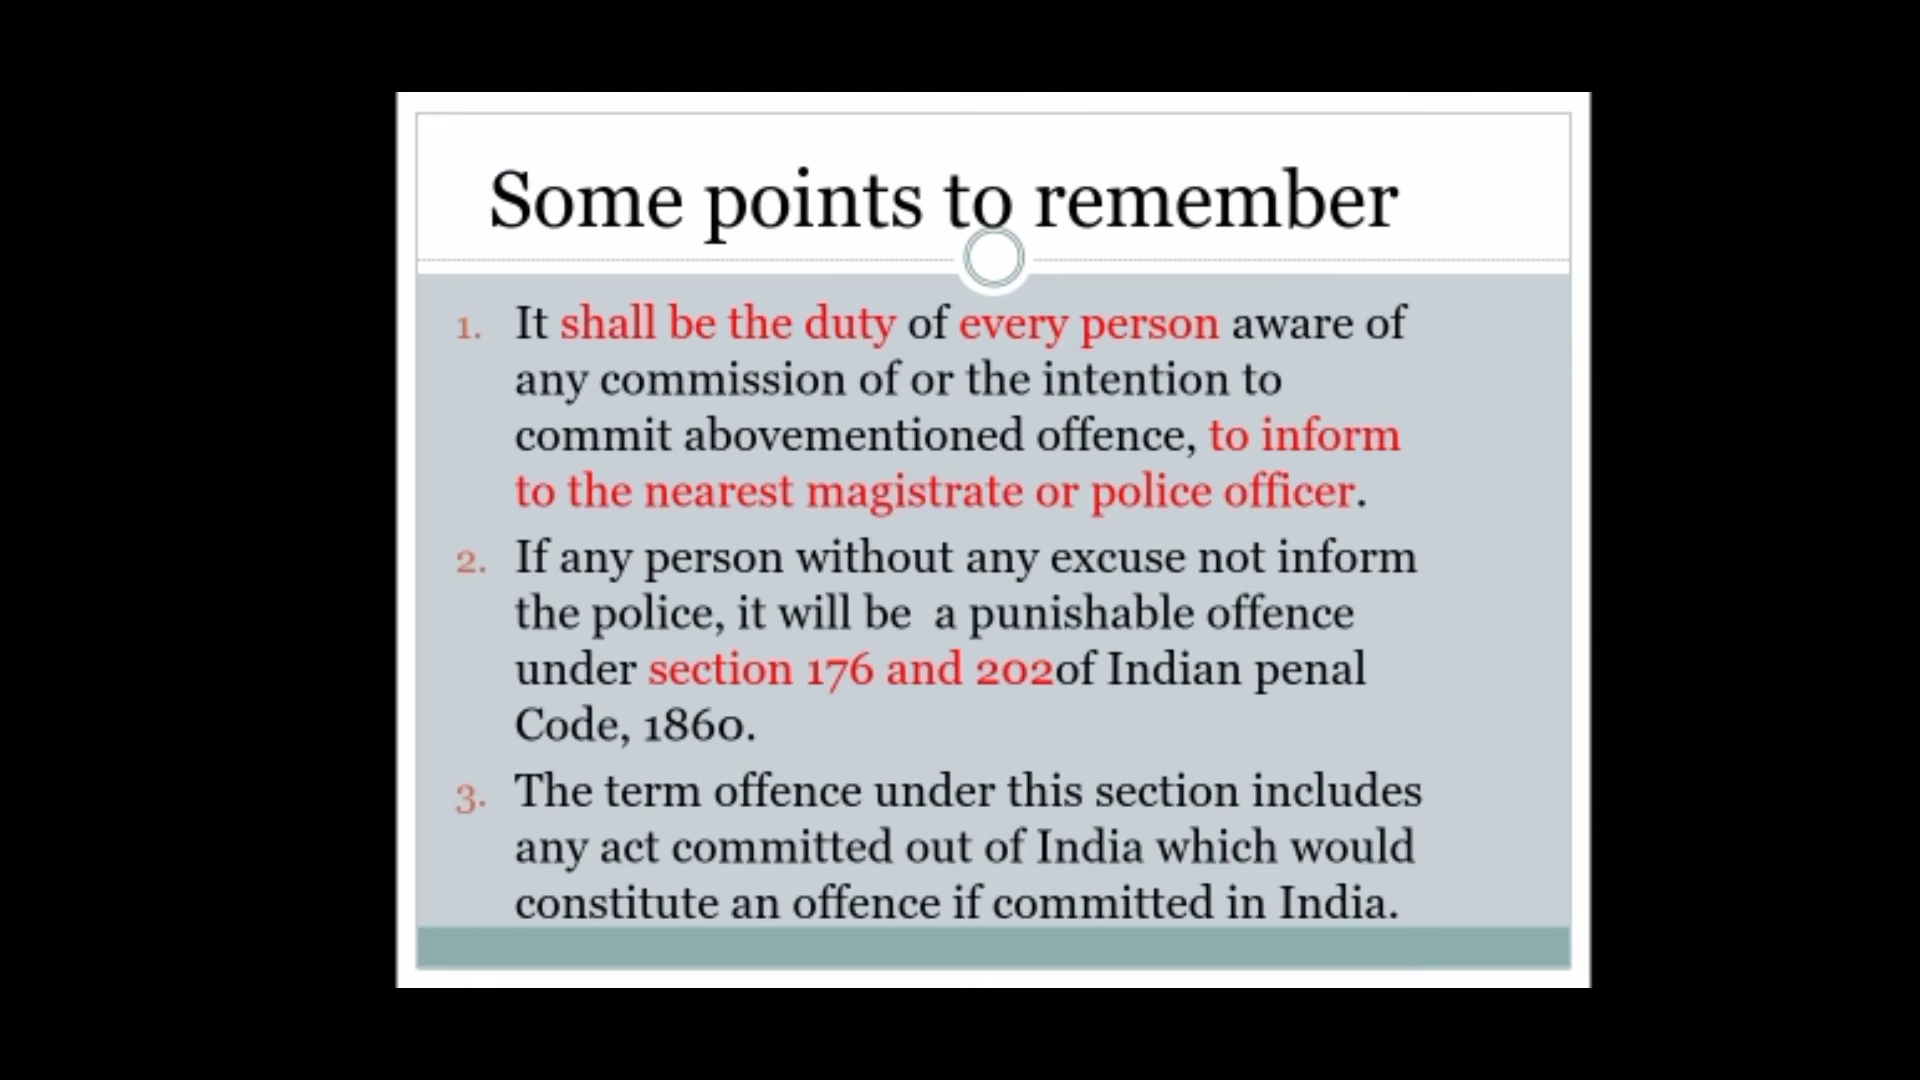 Some points to remember
1. It shall be the duty of every person aware of
any commission of or the intention to
commit abovementioned offence, to inform
to the nearest magistrate or police officer.
2. If any person without any excuse not inform
the police, it will be  a punishable offence
under section 176 and 202of Indian penal
Code, 1860.
3. The term offence under this section includes
any act committed out of India which would
constitute an offence if committed in India.